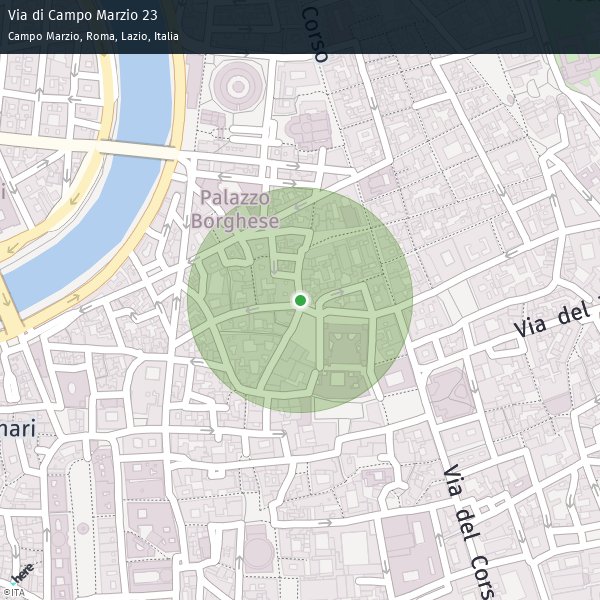 Via di Campo Marzio 23
Campo Marzio, Roma, Lazio, Italia
Corso
Palazzo
Borghese
Via del
nari
Via del Cors
here
©ITA